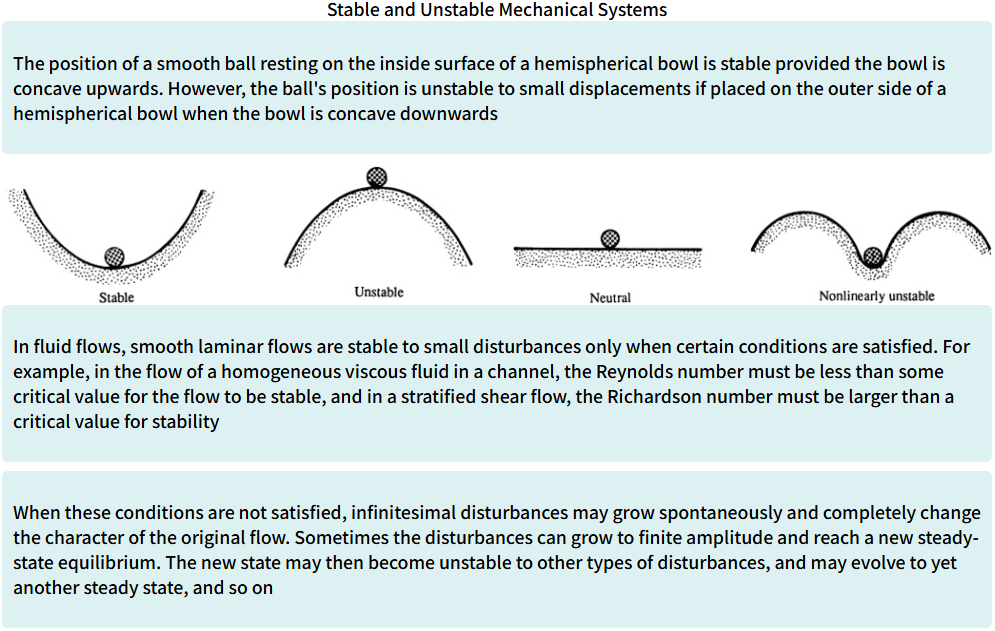 Stable and Unstable Mechanical Systems
The position of a smooth ball resting on the inside surface of a hemispherical bowl is stable provided the bowl is
concave upwards. However, the ball's position is unstable to small displacements if placed on the outer side of a
hemispherical bowl when the bowl is concave downwards
Stable
Unstable
Neutral
Nonlinearly unstable
In fluid flows, smooth laminar flows are stable to small disturbances only when certain conditions are satisfied. For
example, in the flow of a homogeneous viscous fluid in a channel, the Reynolds number must be less than some
critical value for the flow to be stable, and in a stratified shear flow, the Richardson number must be larger than a
critical value for stability
When these conditions are not satisfied, infinitesimal disturbances may grow spontaneously and completely change
the character of the original flow. Sometimes the disturbances can grow to finite amplitude and reach a new steady-
state equilibrium. The new state may then become unstable to other types of disturbances, and may evolve to yet
another steady state, and so on